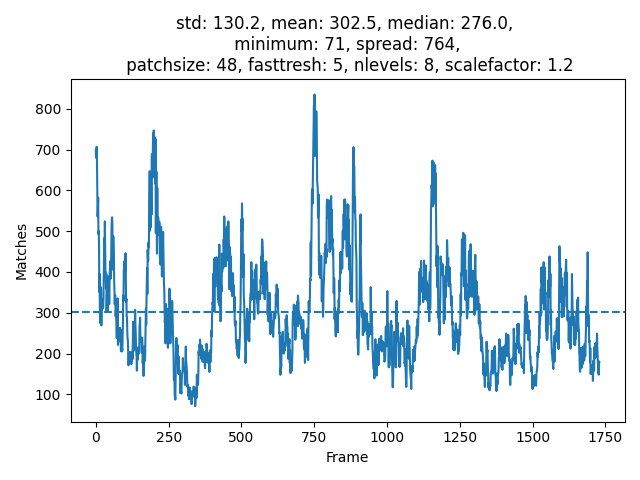 std: 130.2, mean: 302.5, median: 276.0,
minimum: 71, spread: 764,
patchsize: 48, fasttresh: 5, nlevels: 8, scalefactor: 1.2
800
700
600
500
400
300
200
100
Matches
0 250 500 750 1000 1250 1500 1750
Frame